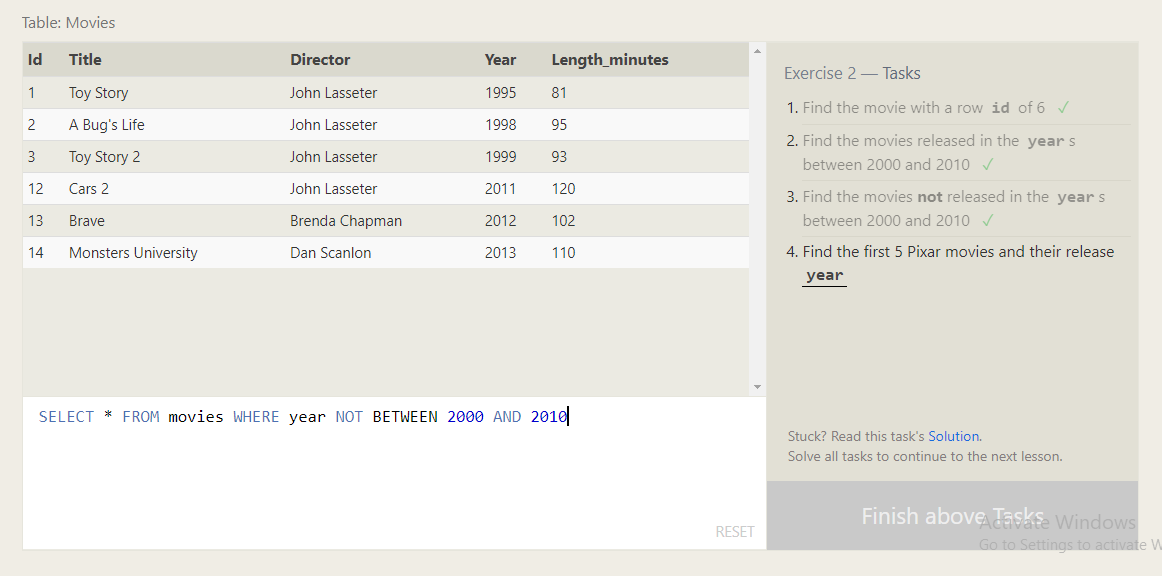 Table: Movies
Id Title Director Year Length_minutes
1 Toy Story John Lasseter 1995 81
2 A Bug's Life John Lasseter 1998 95
3 Toy Story 2 John Lasseter 1999 93
12 Cars 2 John Lasseter 2011 120
13 Brave Brenda Chapman 2012 102
14 Monsters University Dan Scanlon 2013 110
SELECT * FROM movies WHERE year NOT BETWEEN 2000 AND 2010
RESET
Exercise 2 — Tasks
1. Find the movie with a row id of 6 ✓
2. Find the movies released in the year s
between 2000 and 2010 ✓
3. Find the movies not released in the year s
between 2000 and 2010 ✓
4. Find the first 5 Pixar movies and their release
year
Stuck? Read this task's Solution.
Solve all tasks to continue to the next lesson.
Finish above Tasks
Activate Windows
Go to Settings to activate W